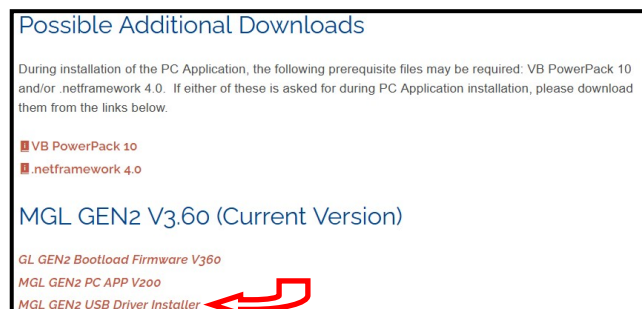 Possible Additional Downloads
During installation of the PC Application, the following prerequisite files may be required: VB PowerPack 10
and/or .netframework 4.0. If either of these is asked for during PC Application installation, please download
them from the links below.
VB PowerPack 10
.netframework 4.0
MGL GEN2 V3.60 (Current Version)
GL GEN2 Bootload Firmware V360
MGL GEN2 PC APP V200
MGL GEN2 USB Driver Installer